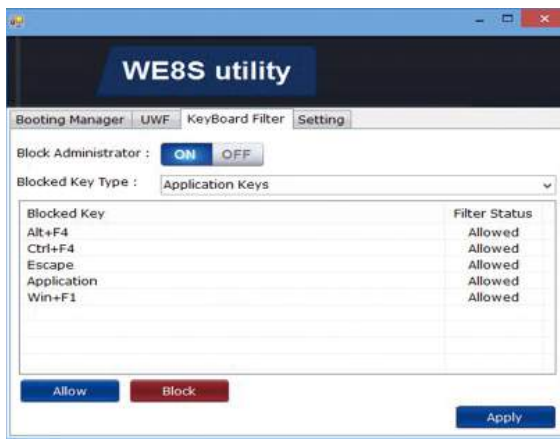 WE8S utility
Booting Manager UWF KeyBoard Filter Setting
Block Administrator : ON OFF
Blocked Key Type : Application Keys
Blocked Key Filter Status
Alt+F4 Allowed
Ctrl+F4 Allowed
Escape Allowed
Application Allowed
Win+F1 Allowed
Allow Block
Apply